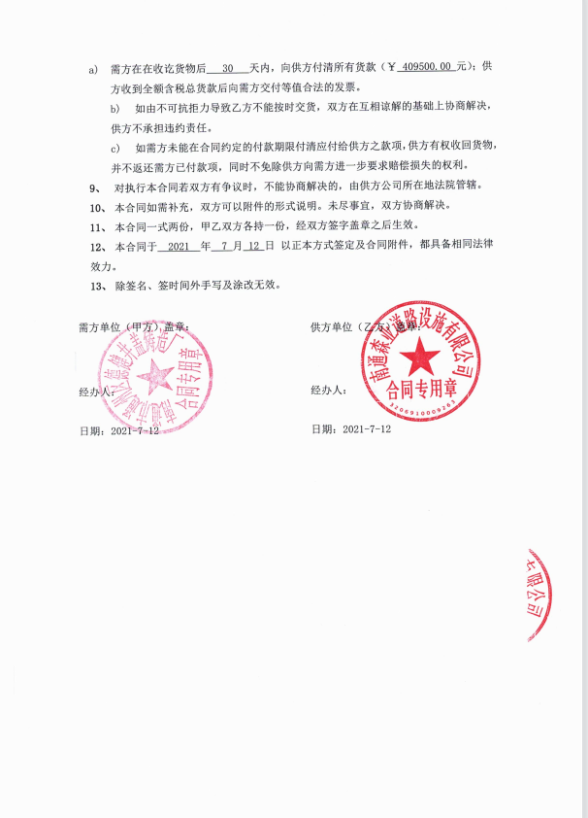 a) 需方在在收讫货物后 30 天内，向供方付清所有货款（¥ 409500.00 元）；供
方收到全额含税总货款后向需方交付等值合法的发票。
b) 如由不可抗拒力导致乙方不能按时交货，双方在互相谅解的基础上协商解决，
供方不承担违约责任。
c) 如需方未能在合同约定的付款期限付清应付给供方之款项，供方有权收回货物，
并不返还需方已付款项，同时不免除供方向需方进一步要求赔偿损失的权利。
9、 对执行本合同若双方有争议时，不能协商解决的，由供方公司所在地法院管辖。
10、 本合同如需补充，双方可以附件的形式说明。未尽事宜，双方协商解决。
11、 本合同一式两份，甲乙双方各持一份，经双方签字盖章之后生效。
12、 本合同于 2021 年 7 月 12 日 以正本方式签定及合同附件，都具备相同法律
效力。
13、 除签名、签时间外手写及涂改无效。
需方单位（甲方）盖章：
供方单位（乙方）盖章：
合同专用章
南通森业道路设施有限公司
合同专用章
3206910009263
经办人：
经办人：
日期：2021-7-12
日期：2021-7-12
限公司